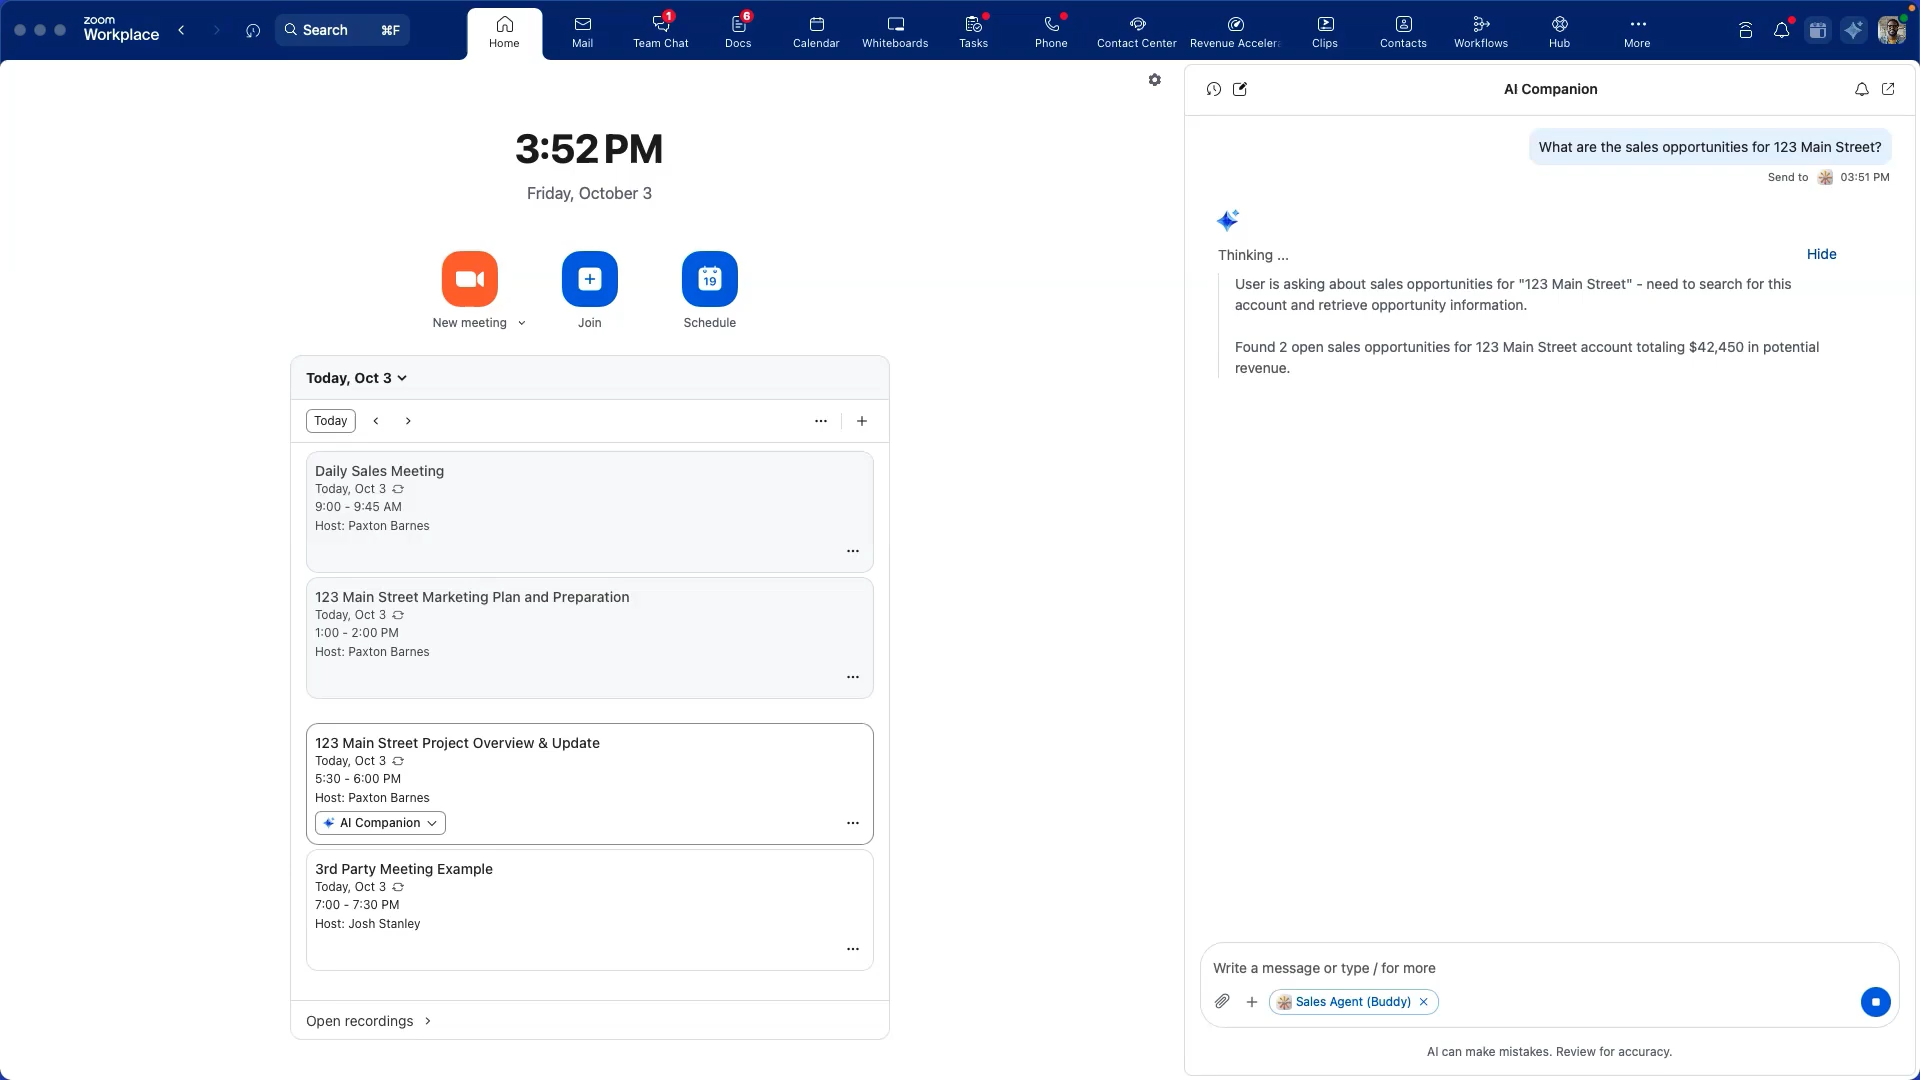 zoom
Workplace
Search ⌘F
Home
Mail
1
Team Chat
6
Docs
Calendar
Whiteboards
Tasks
Phone
Contact Center
Revenue Acceler
Clips
Contacts
Workflows
Hub
More
3:52 PM
Friday, October 3
New meeting
Join
19
Schedule
Today, Oct 3
Today
Daily Sales Meeting
Today, Oct 3
9:00 - 9:45 AM
Host: Paxton Barnes
123 Main Street Marketing Plan and Preparation
Today, Oct 3
1:00 - 2:00 PM
Host: Paxton Barnes
123 Main Street Project Overview & Update
Today, Oct 3
5:30 - 6:00 PM
Host: Paxton Barnes
AI Companion
3rd Party Meeting Example
Today, Oct 3
7:00 - 7:30 PM
Host: Josh Stanley
Open recordings
AI Companion
What are the sales opportunities for 123 Main Street?
Send to 03:51 PM
Thinking ...
Hide
User is asking about sales opportunities for "123 Main Street" - need to search for this
account and retrieve opportunity information.
Found 2 open sales opportunities for 123 Main Street account totaling $42,450 in potential
revenue.
Write a message or type / for more
Sales Agent (Buddy)
AI can make mistakes. Review for accuracy.